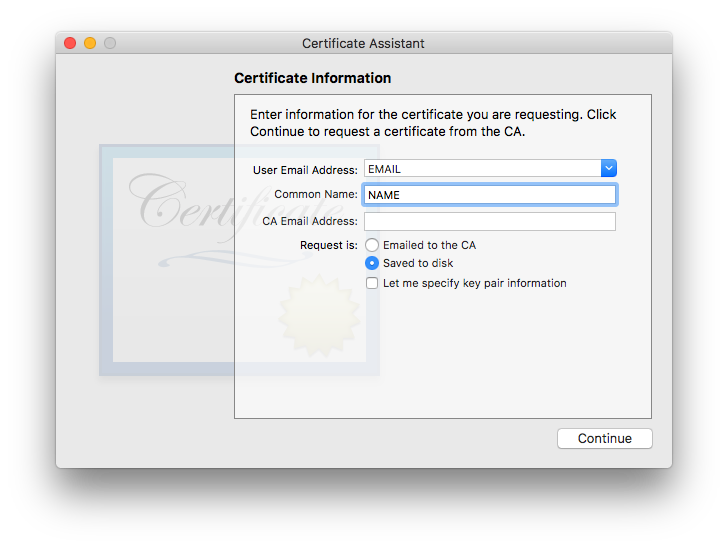 Certificate Assistant
Certificate Information
Enter information for the certificate you are requesting. Click
Continue to request a certificate from the CA.
Certificate
User Email Address: EMAIL
Common Name: NAME
CA Email Address:
Request is: Emailed to the CA
Saved to disk
Let me specify key pair information
Continue